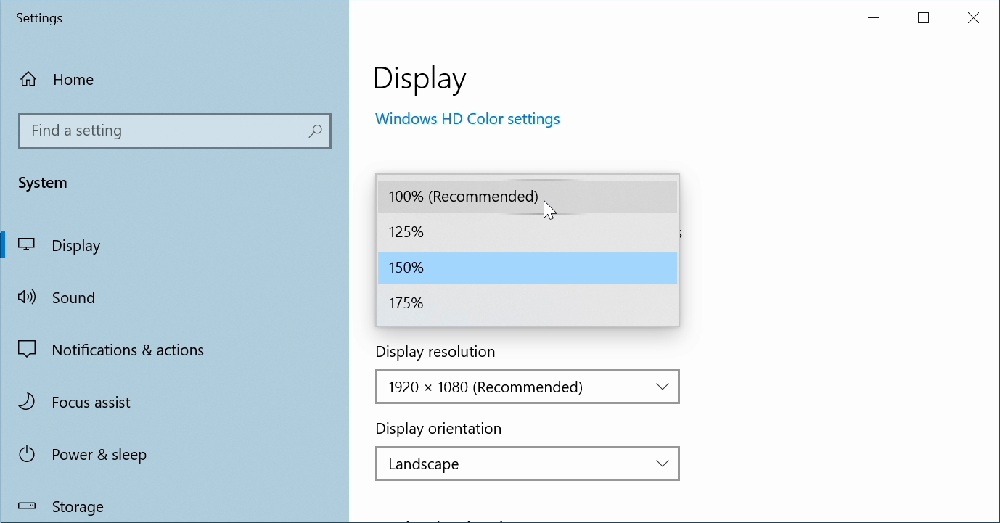 Settings
Home
Find a setting
System
Display
Sound
Notifications & actions
Focus assist
Power & sleep
Storage
Display
Windows HD Color settings
100% (Recommended)
125%
150%
175%
Display resolution
1920 × 1080 (Recommended)
Display orientation
Landscape